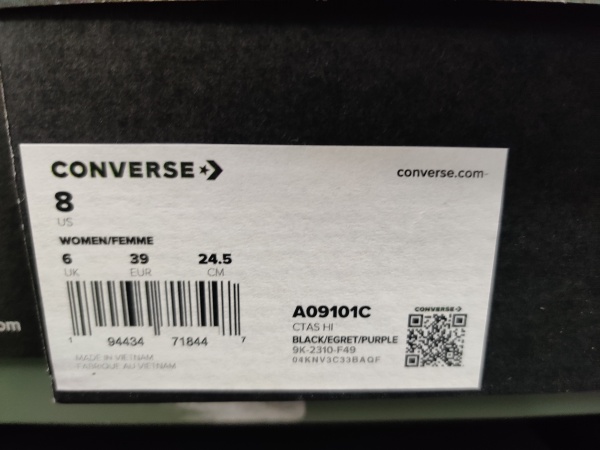 CONVERSE
converse.com
8
US
WOMEN/FEMME
6 39 24.5
UK EUR CM
1 94434 71844 7
MADE IN VIETNAM
FABRIQUE AU VIETNAM
A09101C
CTAS HI
BLACK/EGRET/PURPLE
9K-2310-F49
04KNV3C33BAQF
CONVERSE
om